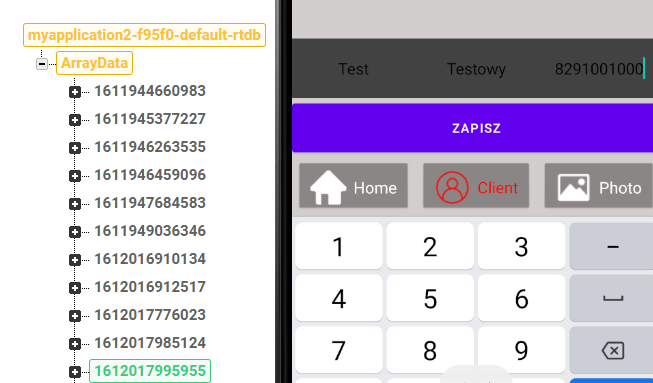 myapplication2-f95f0-default-rtdb
ArrayData
1611944660983
1611945377227
1611946263535
1611946459096
1611947684583
1611949036346
1612016910134
1612016912517
1612017776023
1612017985124
1612017995955
Test Testowy 8291001000
ZAPISZ
Home Client Photo
1 2 3 –
4 5 6
7 8 9